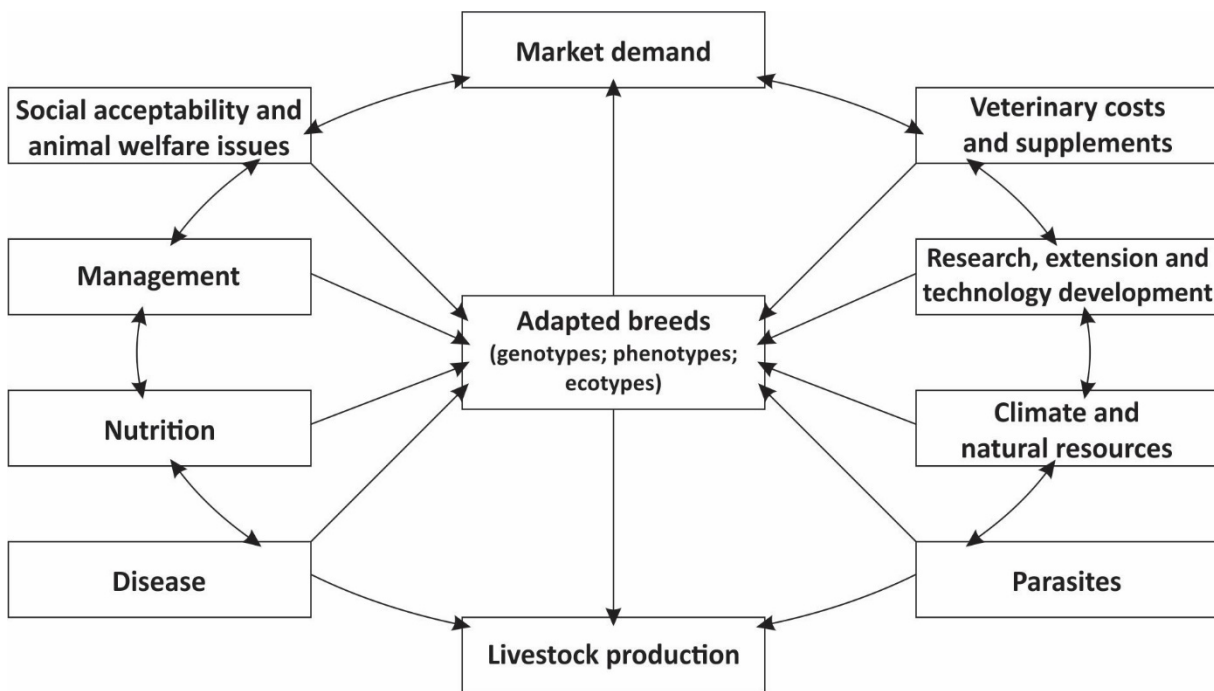 Market demand
Social acceptability and
animal welfare issues
Veterinary costs
and supplements
Management
Research, extension and
technology development
Adapted breeds
(genotypes; phenotypes;
ecotypes)
Nutrition
Climate and
natural resources
Disease
Parasites
Livestock production